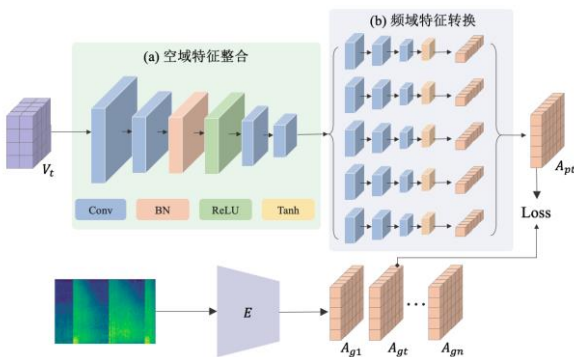 (b) 频域特征转换
(a) 空域特征整合
V_t
A_pt
Conv
BN
ReLU
Tanh
Loss
E
A_g1
A_gt
...
A_gn